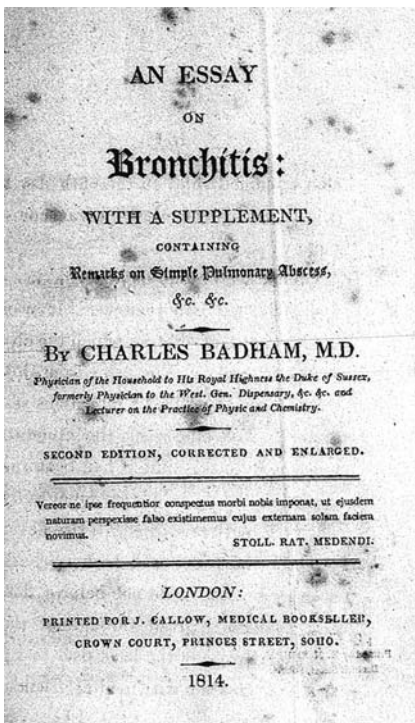 AN ESSAY
ON
Bronchitis:
WITH A SUPPLEMENT,
CONTAINING
Remarks on Simple Pulmonary Abscess,
&c. &c.
BY CHARLES BADHAM, M.D.
Physician of the Household to His Royal Highness the Duke of Sussex,
formerly Physician to the West. Gen. Dispensary, &c. &c. and
Lecturer on the Practice of Physic and Chemistry.
SECOND EDITION, CORRECTED AND ENLARGED.
Vereor ne ipse frequentior conspectus morbi nobis imponat, ut ejusdem
naturam perspexisse falso existimemus cujus externam solam faciem
novimus.
STOLL. RAT. MEDENDI.
LONDON:
PRINTED FOR J. CALLOW, MEDICAL BOOKSELLER,
CROWN COURT, PRINCES STREET, SOHO.
1814.